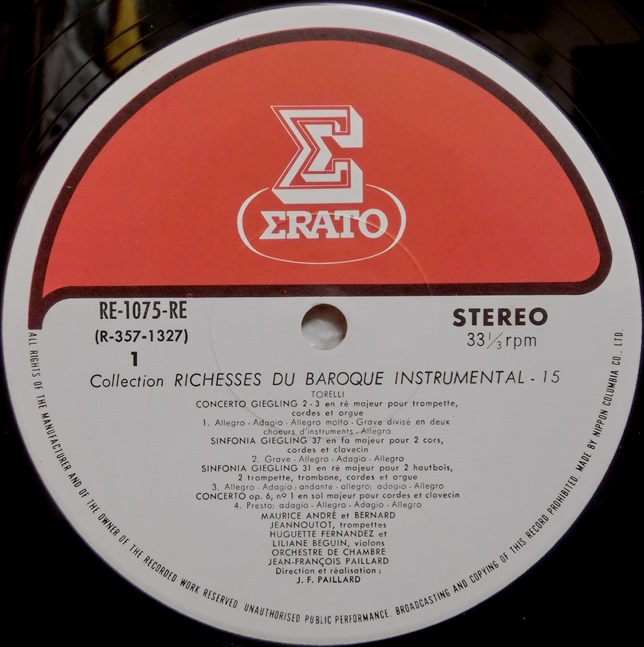 ΣRATO
RE-1075-RE
(R-357-1327)
1
STEREO
33 1/3 rpm
Collection RICHESSES DU BAROQUE INSTRUMENTAL - 15
TORELLI
CONCERTO GIEGLING 2 - 3 en ré majeur pour trompette,
cordes et orgue
1. Allegro - Adagio - Allegro molto - Grave divisé en deux
chœurs d'instruments - Allegro
SINFONIA GIEGLING 37 en fa majeur pour 2 cors,
cordes et clavecin
2. Grave - Allegro - Adagio - Allegro
SINFONIA GIEGLING 31 en ré majeur pour 2 hautbois,
2 trompette, trombone, cordes et orgue
3. Allegro - Adagio; andante - allegro; adagio - Allegro
CONCERTO op. 6, nº 1 en sol majeur pour cordes et clavecin
4. Presto; adagio - Allegro - Adagio - Allegro
MAURICE ANDRÉ et BERNARD
JEANNOUTOT, trompettes
HUGUETTE FERNANDEZ et
LILIANE BEGUIN, violons
ORCHESTRE DE CHAMBRE
JEAN-FRANÇOIS PAILLARD
Direction et réalisation :
J. F. PAILLARD
ALL RIGHTS OF THE MANUFACTURER AND OF THE OWNER OF THE RECORDED WORK RESERVED. UNAUTHORISED PUBLIC PERFORMANCE, BROADCASTING AND COPYING OF THIS RECORD PROHIBITED. MADE BY NIPPON COLUMBIA CO., LTD.